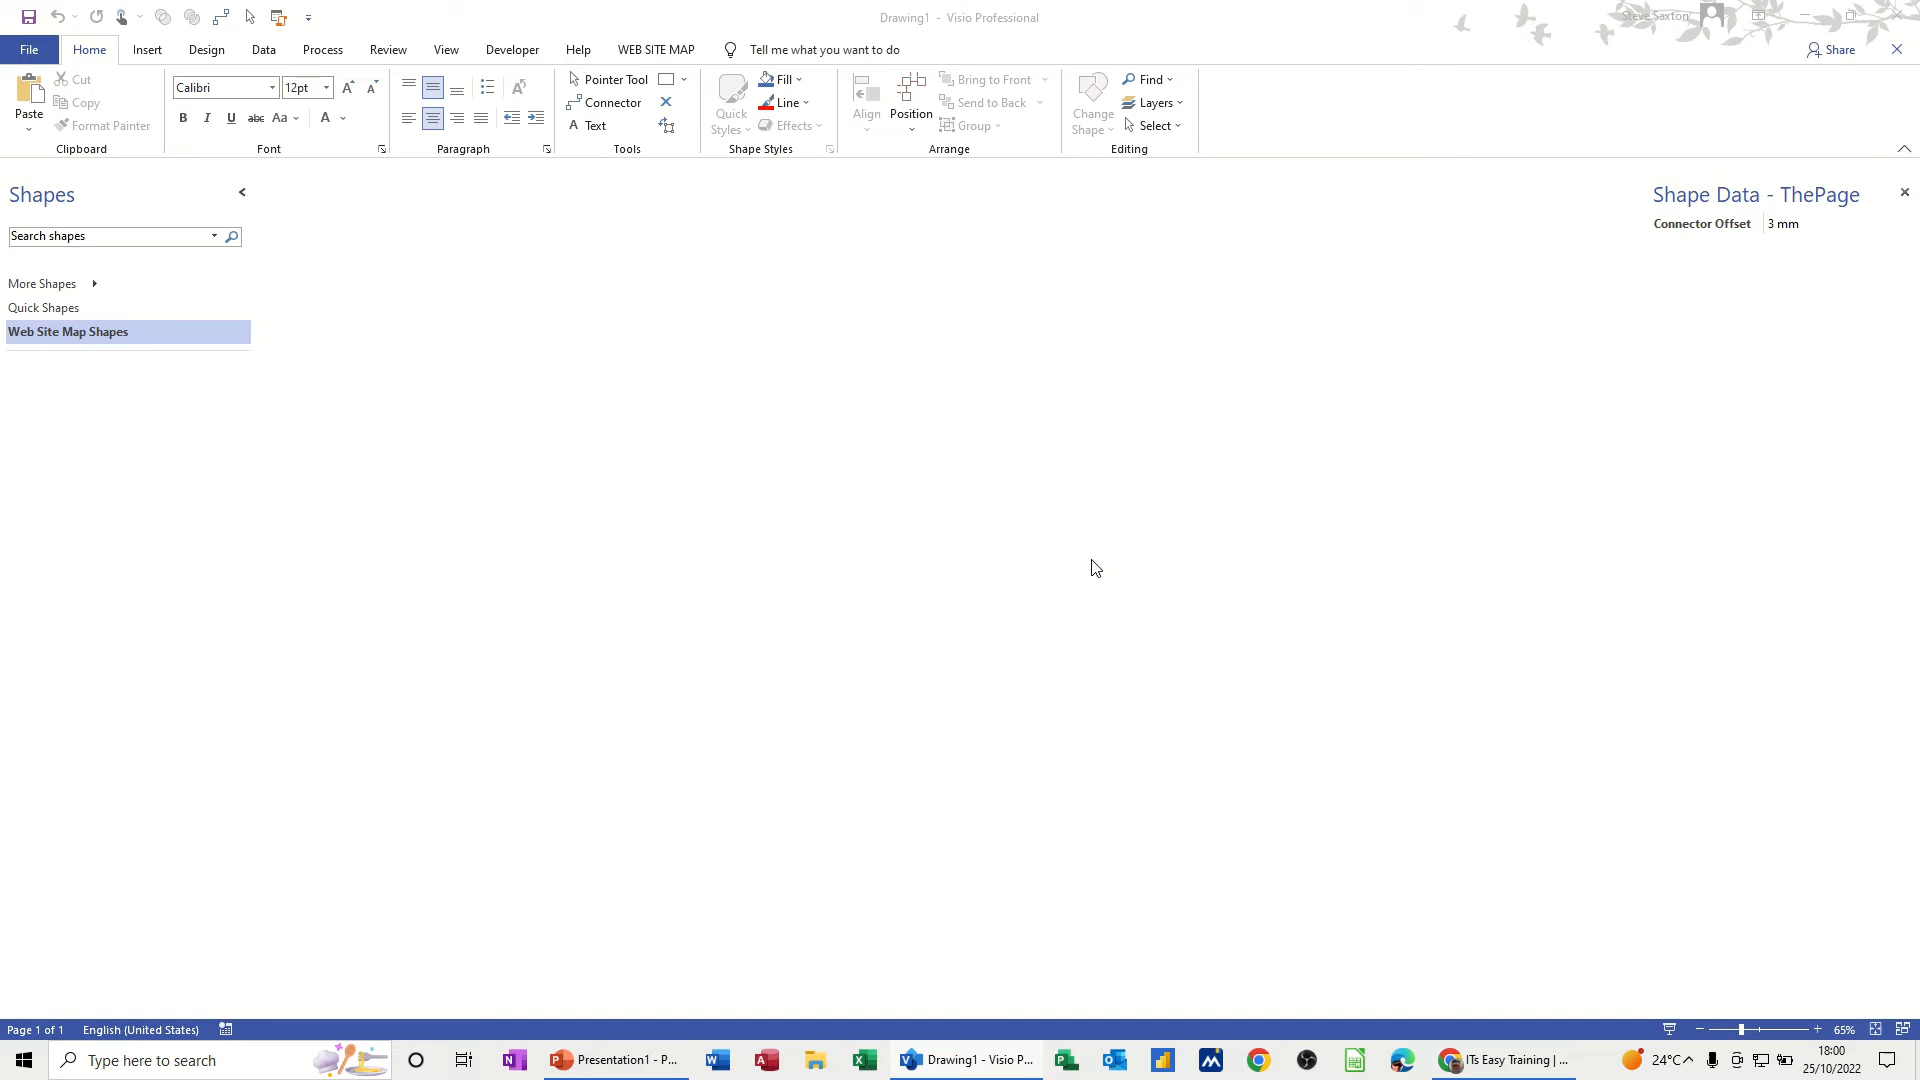 Drawing1 - Visio Professional
Steve Saxton
File Home Insert Design Data Process Review View Developer Help WEB SITE MAP Tell me what you want to do Share
Paste Cut Copy Format Painter
Clipboard
Calibri 12pt
B I U abc Aa A
Font
Paragraph
Pointer Tool
Connector
Text
Tools
Quick Styles
Fill
Line
Effects
Shape Styles
Align
Position
Bring to Front
Send to Back
Group
Arrange
Change Shape
Find
Layers
Select
Editing
Shapes
Search shapes
More Shapes
Quick Shapes
Web Site Map Shapes
Shape Data - ThePage
Connector Offset 3 mm
Page 1 of 1 English (United States) 65%
Type here to search
Presentation1 - P...
Drawing1 - Visio P...
ITs Easy Training | ...
24°C
18:00
25/10/2022